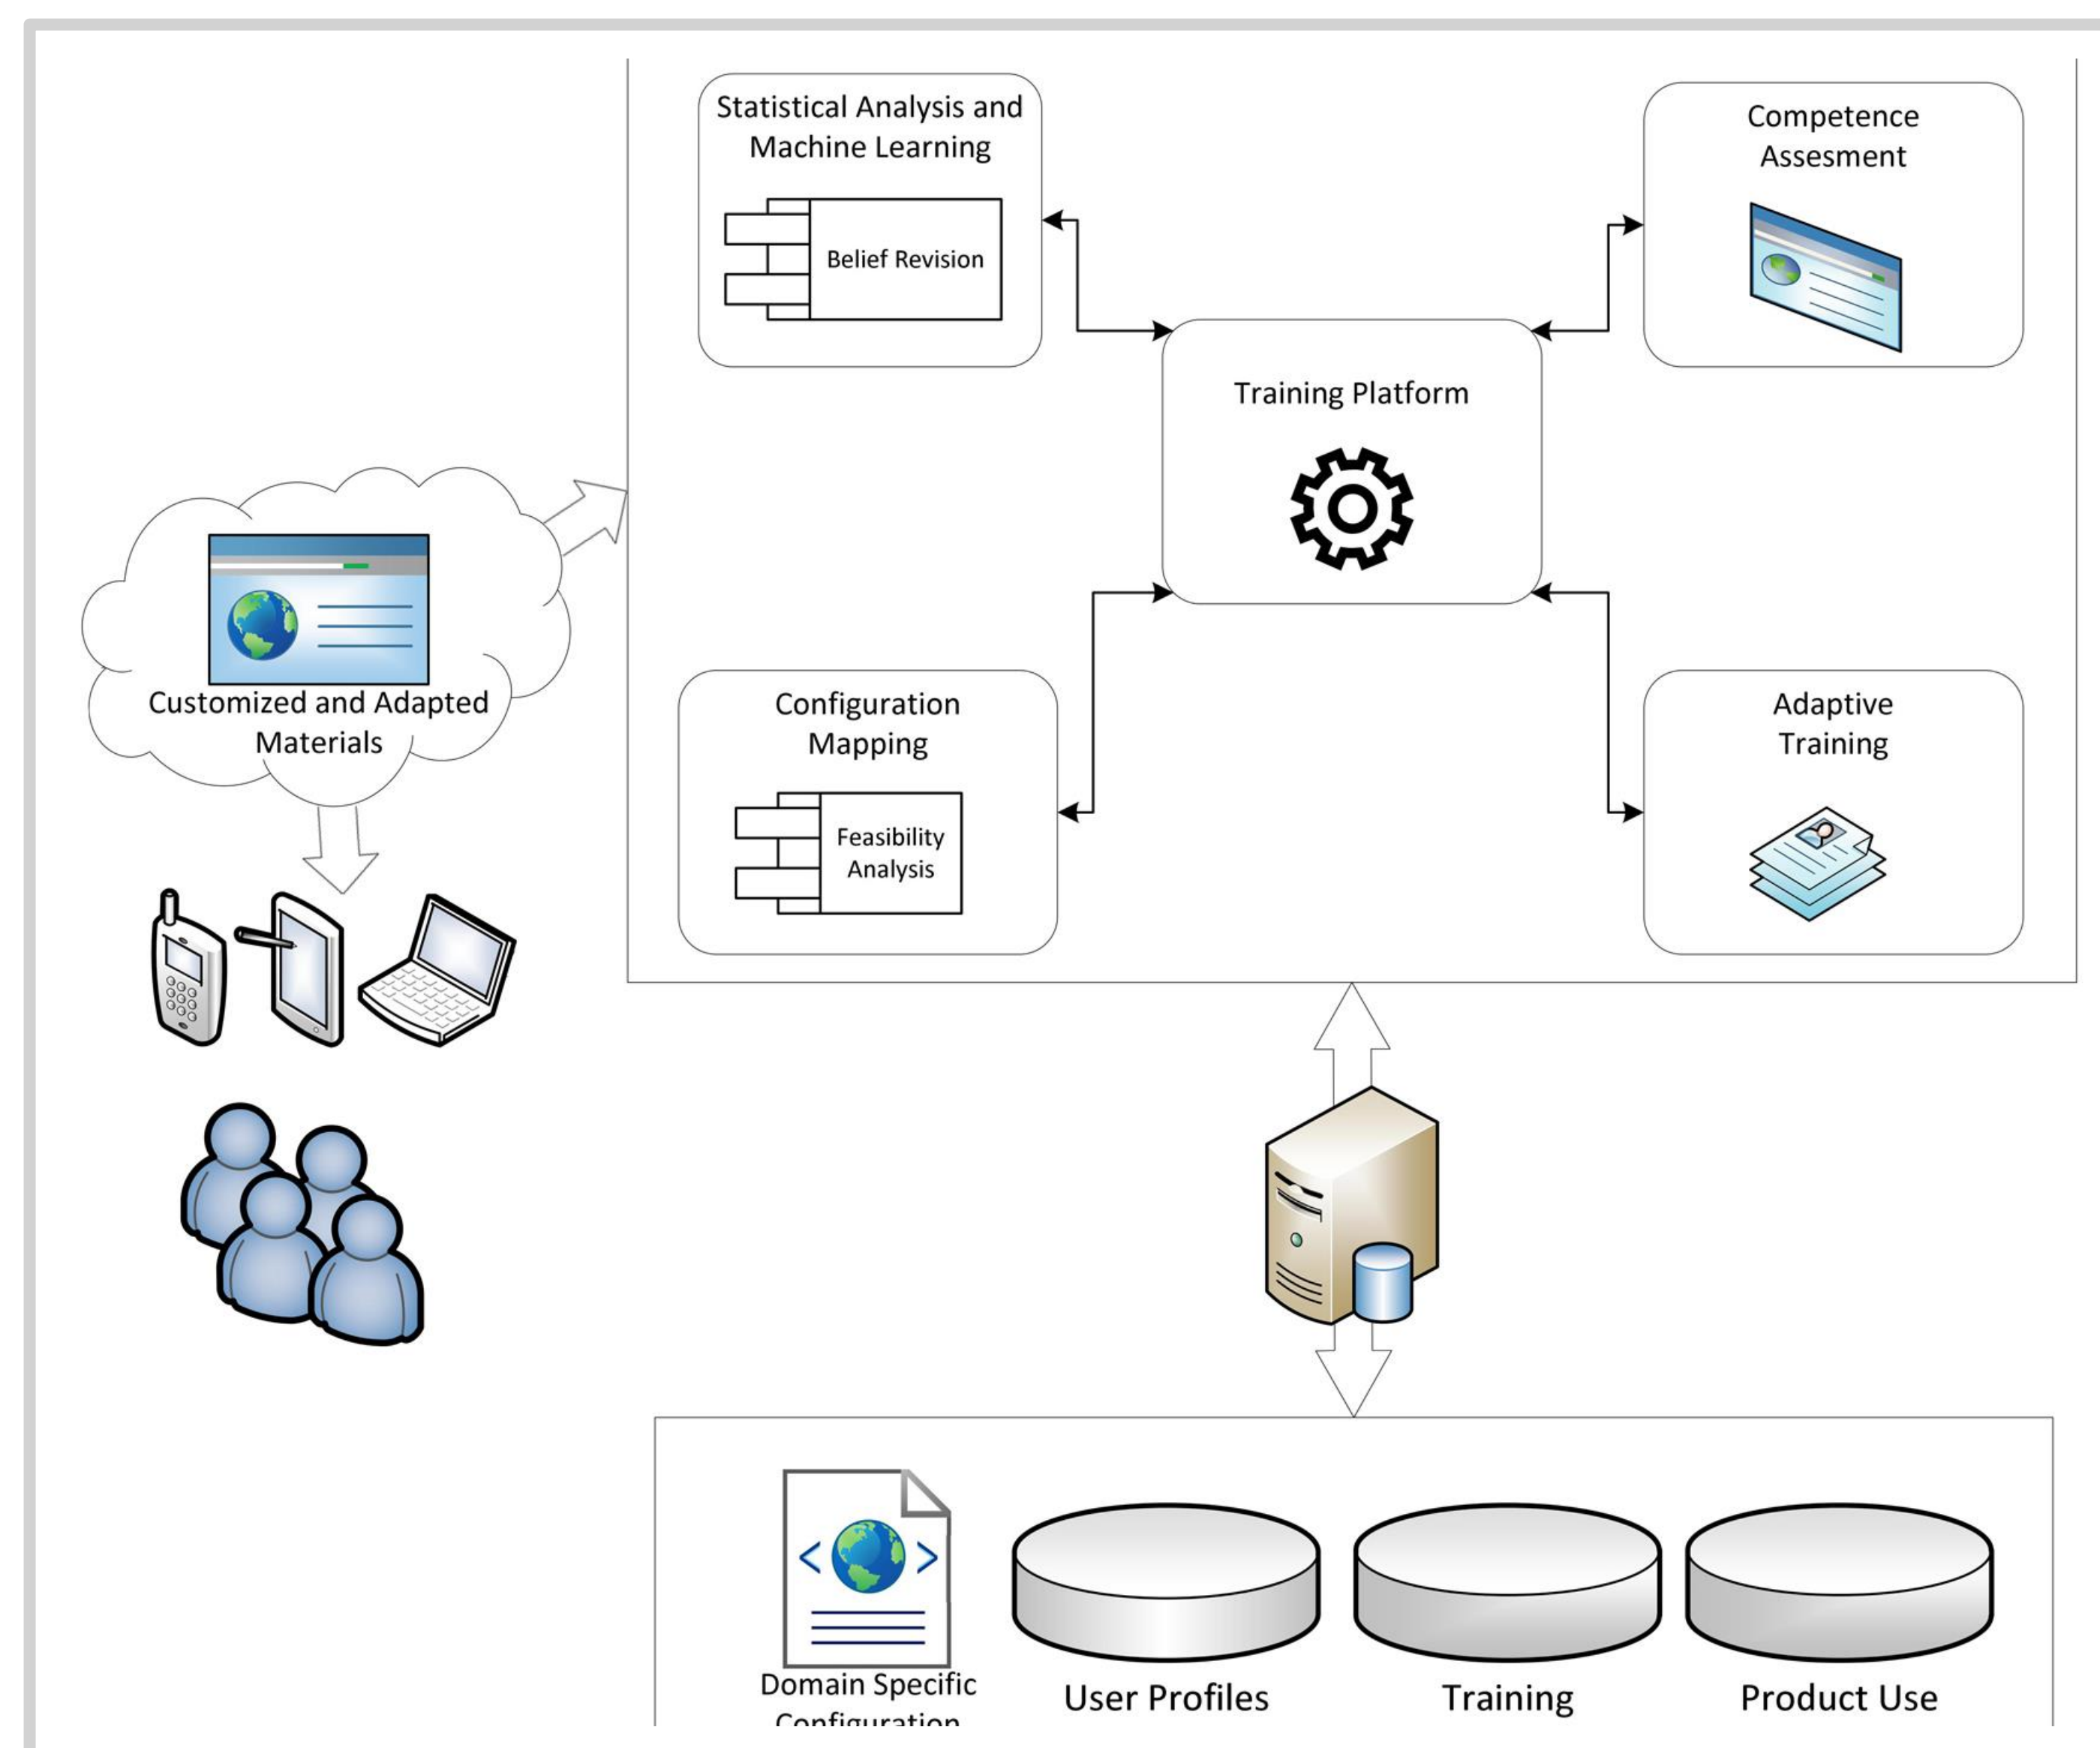 Statistical Analysis and
Machine Learning
Belief Revision
Competence
Assesment
Training Platform
Customized and Adapted
Materials
Configuration
Mapping
Feasibility
Analysis
Adaptive
Training
Domain Specific
Configuration
User Profiles
Training
Product Use